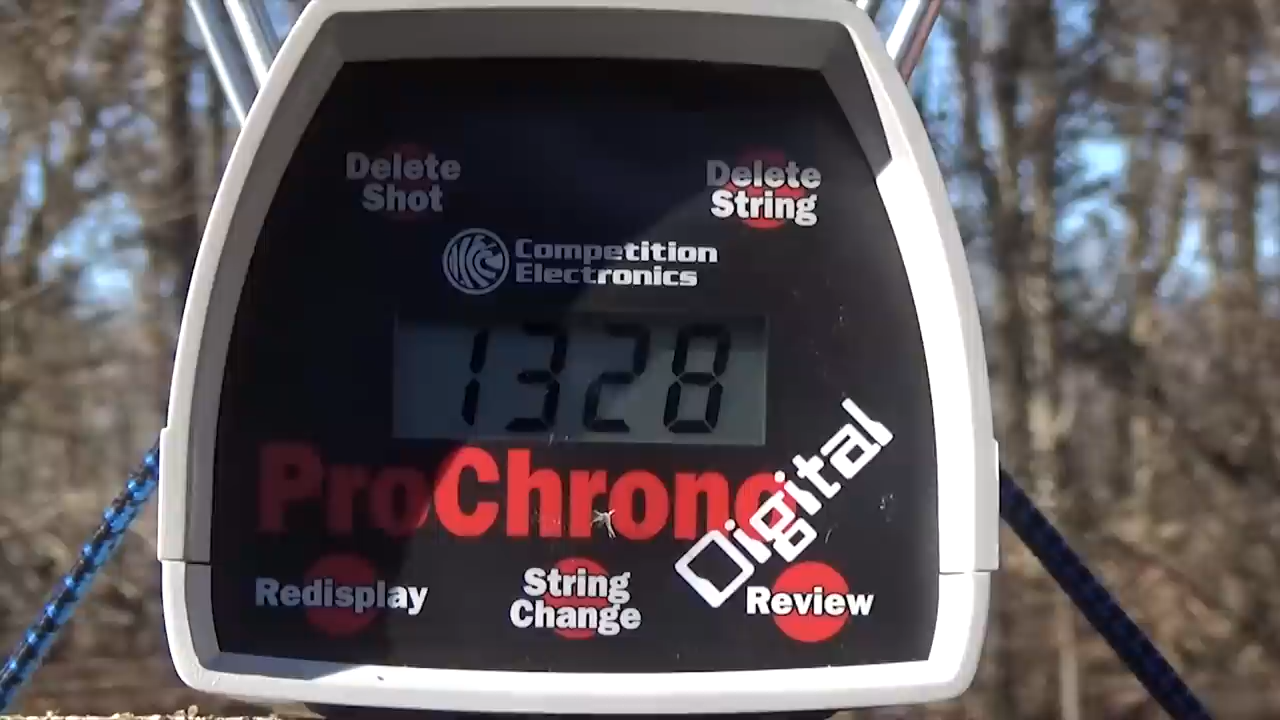 Delete
Shot
Delete
String
Competition
Electronics
1328
ProChrono
Digital
Redisplay
String
Change
Review